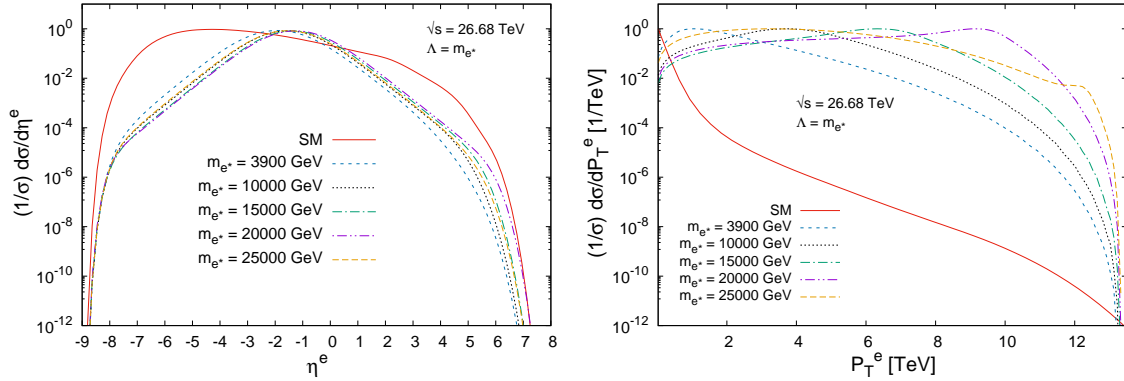 (1/σ) dσ/dη^e
10^0
10^-2
10^-4
10^-6
10^-8
10^-10
10^-12
√s = 26.68 TeV
Λ = m_e*
SM
m_e* = 3900 GeV
m_e* = 10000 GeV
m_e* = 15000 GeV
m_e* = 20000 GeV
m_e* = 25000 GeV
-9 -8 -7 -6 -5 -4 -3 -2 -1 0 1 2 3 4 5 6 7 8
η^e
(1/σ) dσ/dP_T^e [1/TeV]
10^0
10^-2
10^-4
10^-6
10^-8
10^-10
10^-12
√s = 26.68 TeV
Λ = m_e*
SM
m_e* = 3900 GeV
m_e* = 10000 GeV
m_e* = 15000 GeV
m_e* = 20000 GeV
m_e* = 25000 GeV
2 4 6 8 10 12
P_T^e [TeV]